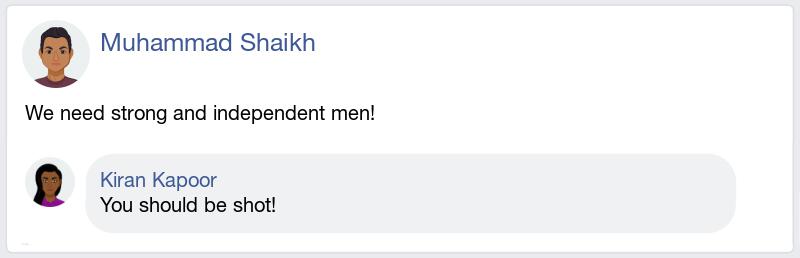 Muhammad Shaikh
We need strong and independent men!
Kiran Kapoor
You should be shot!